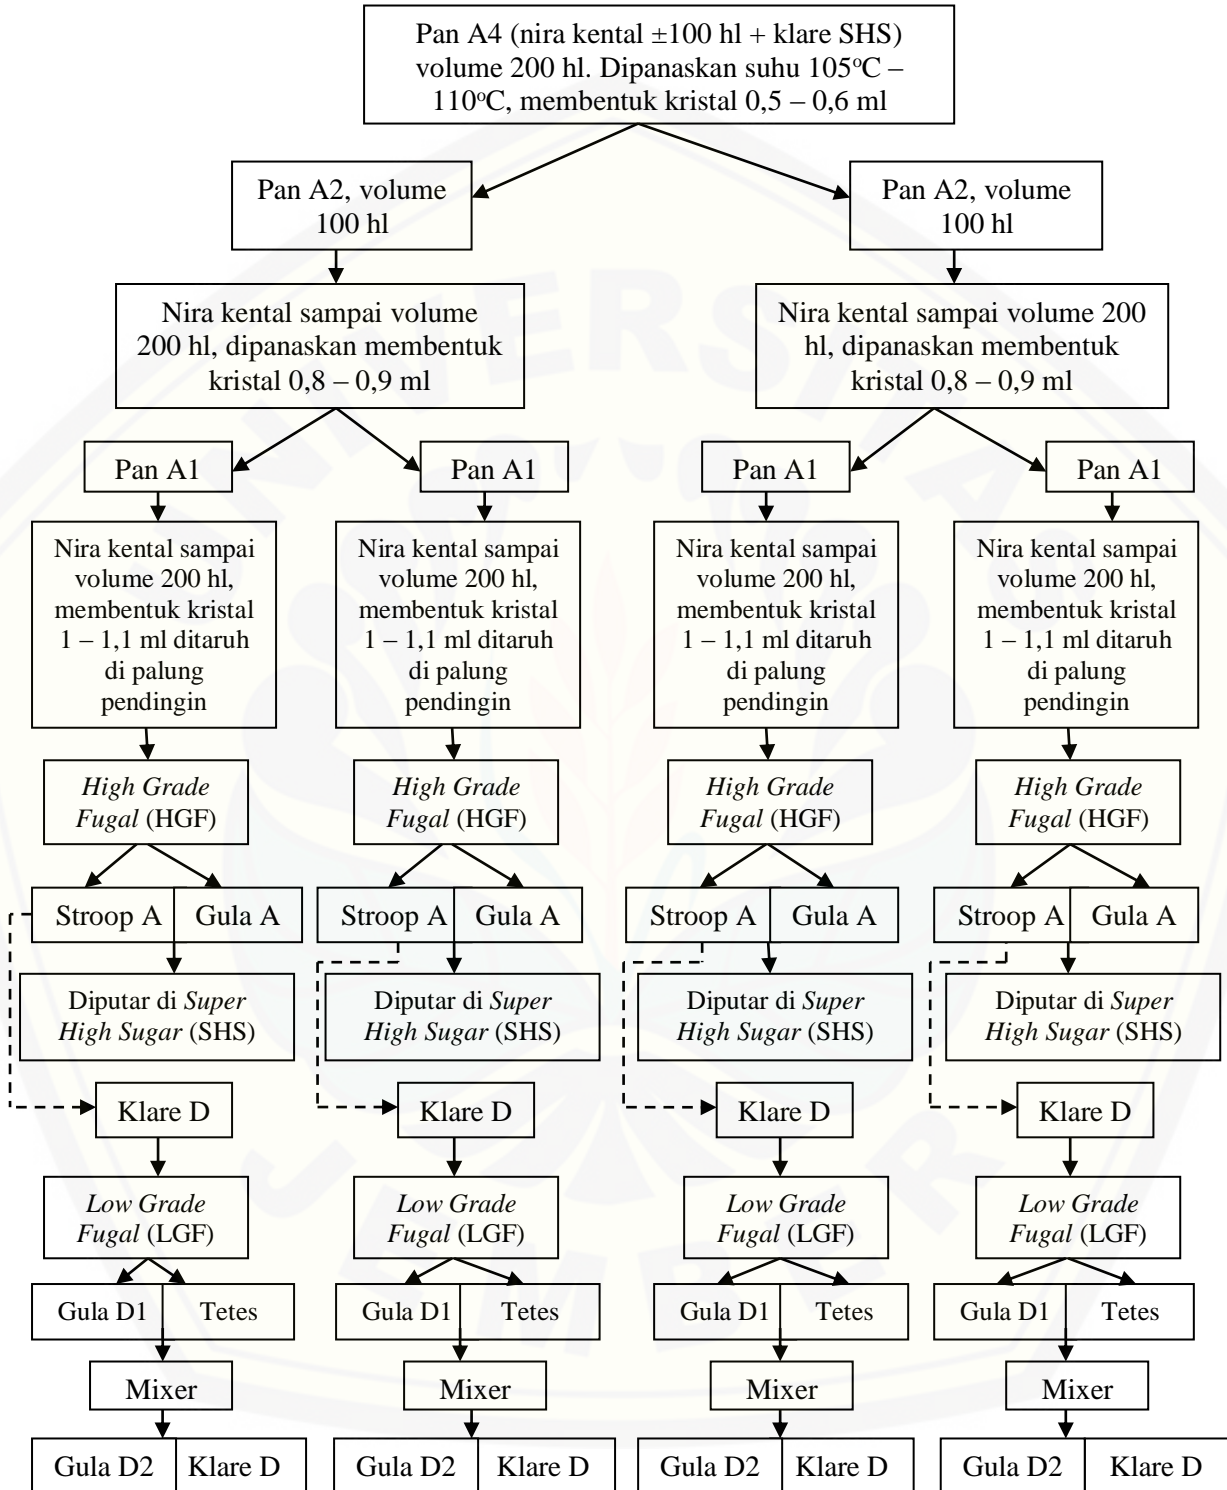 Pan A4 (nira kental ±100 hl + klare SHS)
volume 200 hl. Dipanaskan suhu 105°C –
110°C, membentuk kristal 0,5 – 0,6 ml
Pan A2, volume
100 hl
Pan A2, volume
100 hl
Nira kental sampai volume
200 hl, dipanaskan membentuk
kristal 0,8 – 0,9 ml
Nira kental sampai volume 200
hl, dipanaskan membentuk
kristal 0,8 – 0,9 ml
Pan A1
Pan A1
Pan A1
Pan A1
Nira kental sampai
volume 200 hl,
membentuk kristal
1 – 1,1 ml ditaruh
di palung
pendingin
Nira kental sampai
volume 200 hl,
membentuk kristal
1 – 1,1 ml ditaruh
di palung
pendingin
Nira kental sampai
volume 200 hl,
membentuk kristal
1 – 1,1 ml ditaruh
di palung
pendingin
Nira kental sampai
volume 200 hl,
membentuk kristal
1 – 1,1 ml ditaruh
di palung
pendingin
High Grade
Fugal (HGF)
High Grade
Fugal (HGF)
High Grade
Fugal (HGF)
High Grade
Fugal (HGF)
Stroop A
Gula A
Stroop A
Gula A
Stroop A
Gula A
Stroop A
Gula A
Diputar di Super
High Sugar (SHS)
Diputar di Super
High Sugar (SHS)
Diputar di Super
High Sugar (SHS)
Diputar di Super
High Sugar (SHS)
Klare D
Klare D
Klare D
Klare D
Low Grade
Fugal (LGF)
Low Grade
Fugal (LGF)
Low Grade
Fugal (LGF)
Low Grade
Fugal (LGF)
Gula D1
Tetes
Gula D1
Tetes
Gula D1
Tetes
Gula D1
Tetes
Mixer
Mixer
Mixer
Mixer
Gula D2
Klare D
Gula D2
Klare D
Gula D2
Klare D
Gula D2
Klare D
UNIVERSITAS
JEMBER